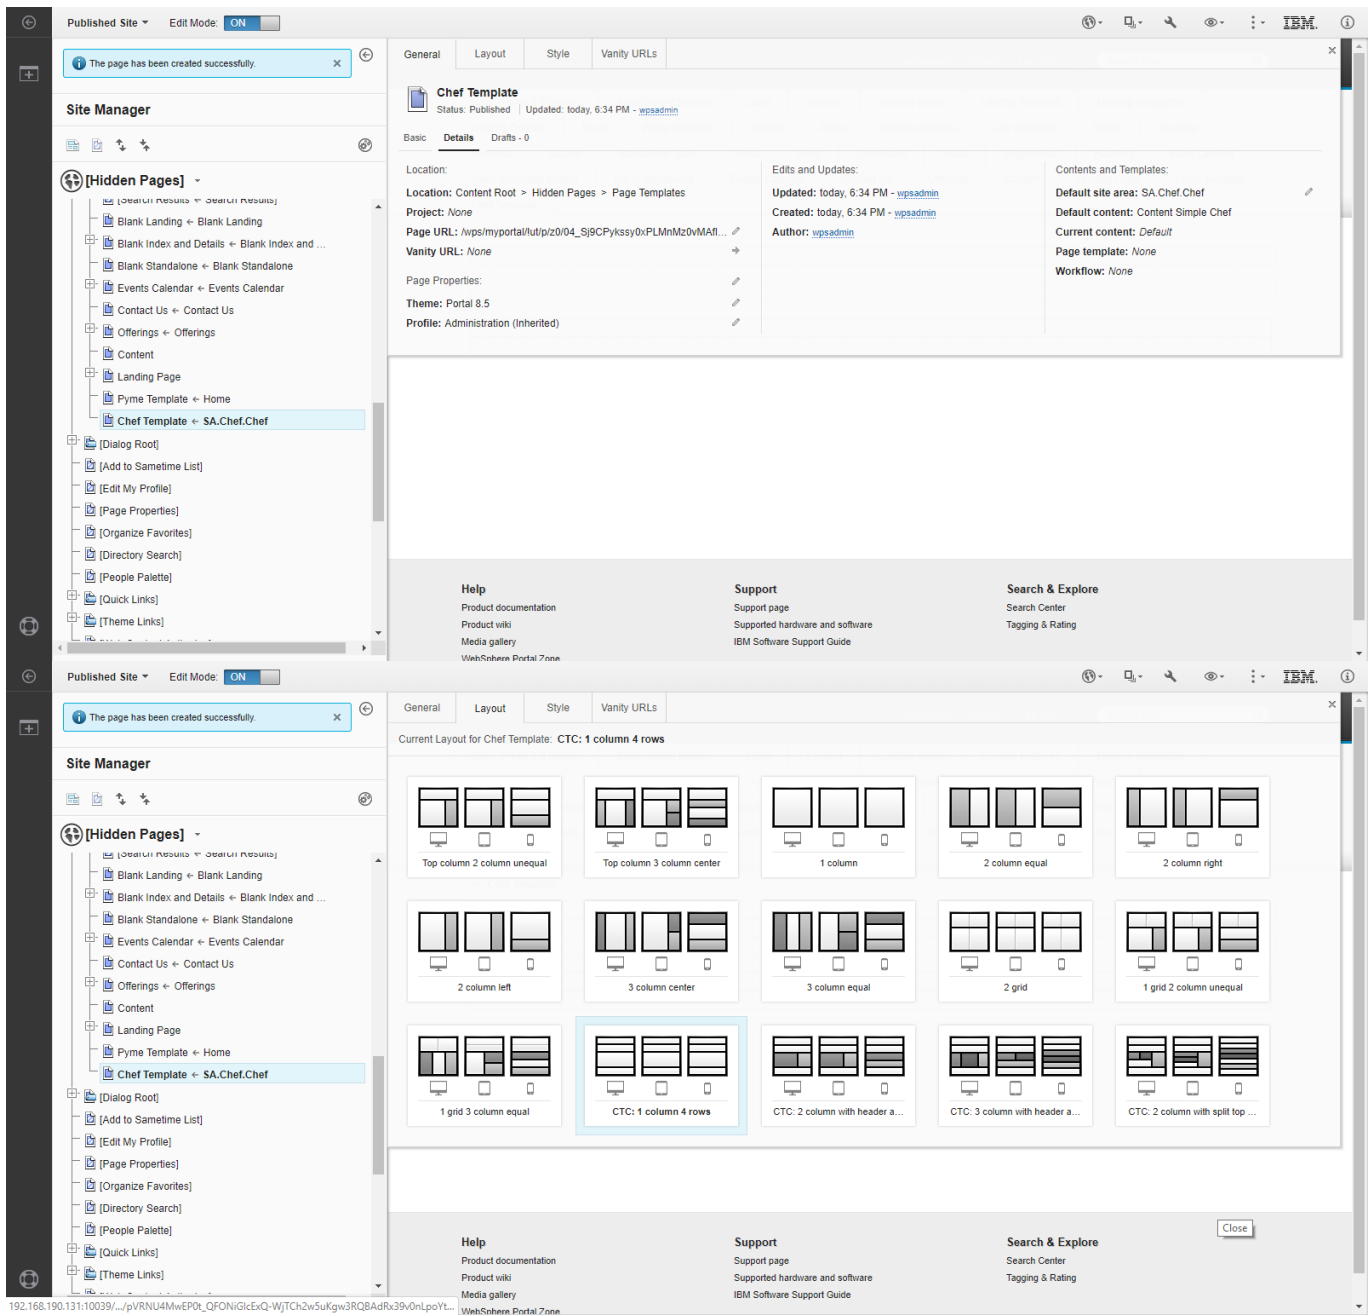 Published Site
Edit Mode: ON
IBM.
The page has been created successfully.
Site Manager
[Hidden Pages]
[Search Results ← Search Results]
Blank Landing ← Blank Landing
Blank Index and Details ← Blank Index and ...
Blank Standalone ← Blank Standalone
Events Calendar ← Events Calendar
Contact Us ← Contact Us
Offerings ← Offerings
Content
Landing Page
Pyme Template ← Home
Chef Template ← SA.Chef.Chef
[Dialog Root]
[Add to Sametime List]
[Edit My Profile]
[Page Properties]
[Organize Favorites]
[Directory Search]
[People Palette]
[Quick Links]
[Theme Links]
General Layout Style Vanity URLs
Chef Template
Status: Published | Updated: today, 6:34 PM - wpsadmin
Basic Details Drafts - 0
Location:
Location: Content Root > Hidden Pages > Page Templates
Project: None
Page URL: /wps/myportal/!ut/p/z0/04_Sj9CPykssy0xPLMnMz0vMAfl...
Vanity URL: None
Page Properties:
Theme: Portal 8.5
Profile: Administration (Inherited)
Edits and Updates:
Updated: today, 6:34 PM - wpsadmin
Created: today, 6:34 PM - wpsadmin
Author: wpsadmin
Contents and Templates:
Default site area: SA.Chef.Chef
Default content: Content Simple Chef
Current content: Default
Page template: None
Workflow: None
Help
Product documentation
Product wiki
Media gallery
WebSphere Portal Zone
Support
Support page
Supported hardware and software
IBM Software Support Guide
Search & Explore
Search Center
Tagging & Rating
Published Site
Edit Mode: ON
IBM.
The page has been created successfully.
Site Manager
[Hidden Pages]
[Search Results ← Search Results]
Blank Landing ← Blank Landing
Blank Index and Details ← Blank Index and ...
Blank Standalone ← Blank Standalone
Events Calendar ← Events Calendar
Contact Us ← Contact Us
Offerings ← Offerings
Content
Landing Page
Pyme Template ← Home
Chef Template ← SA.Chef.Chef
[Dialog Root]
[Add to Sametime List]
[Edit My Profile]
[Page Properties]
[Organize Favorites]
[Directory Search]
[People Palette]
[Quick Links]
[Theme Links]
General Layout Style Vanity URLs
Current Layout for Chef Template: CTC: 1 column 4 rows
Top column 2 column unequal
Top column 3 column center
1 column
2 column equal
2 column right
2 column left
3 column center
3 column equal
2 grid
1 grid 2 column unequal
1 grid 3 column equal
CTC: 1 column 4 rows
CTC: 2 column with header a...
CTC: 3 column with header a...
CTC: 2 column with split top ...
Close
Help
Product documentation
Product wiki
Media gallery
WebSphere Portal Zone
Support
Support page
Supported hardware and software
IBM Software Support Guide
Search & Explore
Search Center
Tagging & Rating
192.168.190.131:10039/.../pVRNU4MwEP0t_QFONiGlcExQ-WjTCh2w5uKgw3RQBAdRx39v0nLpoYt...